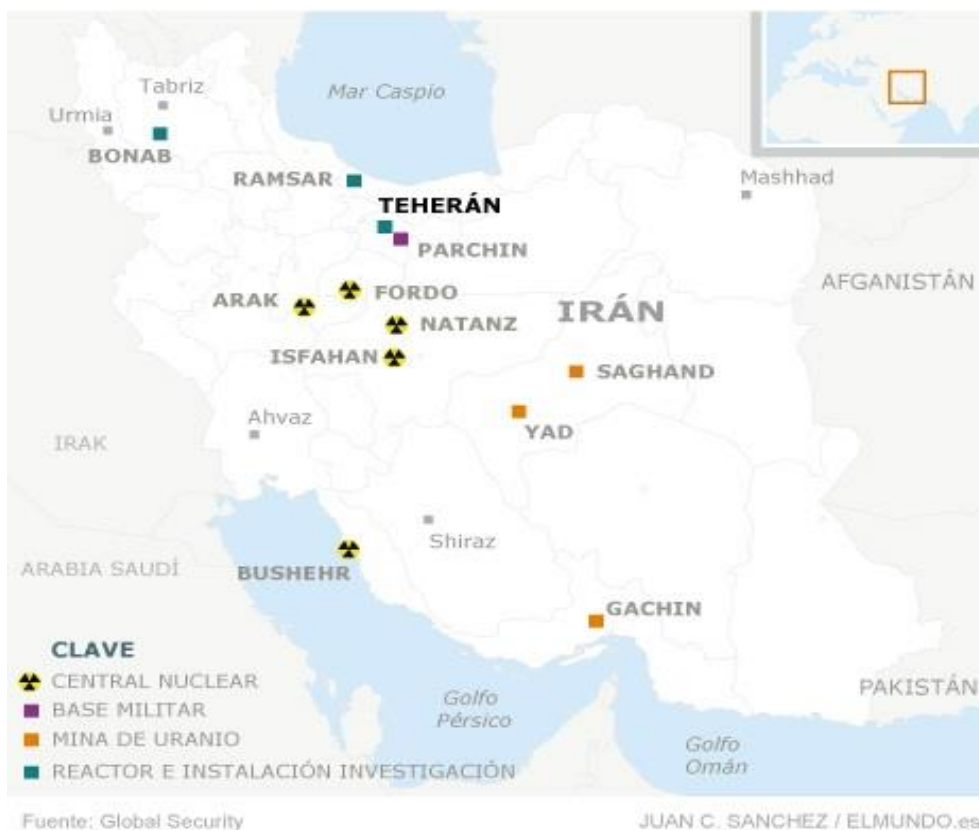 Mar Caspio
Tabriz
Urmia
BONAB
RAMSAR
Mashhad
TEHERÁN
PARCHIN
AFGANISTÁN
FORDO
ARAK
IRÁN
NATANZ
ISFAHAN
SAGHAND
Ahvaz
YAD
IRAK
Shiraz
ARABIA SAUDÍ
BUSHEHR
GACHIN
CLAVE
CENTRAL NUCLEAR
BASE MILITAR
MINA DE URANIO
REACTOR E INSTALACIÓN INVESTIGACIÓN
Golfo
Pérsico
PAKISTÁN
Golfo
Omán
Fuente: Global Security
JUAN C. SANCHEZ / ELMUNDO.es